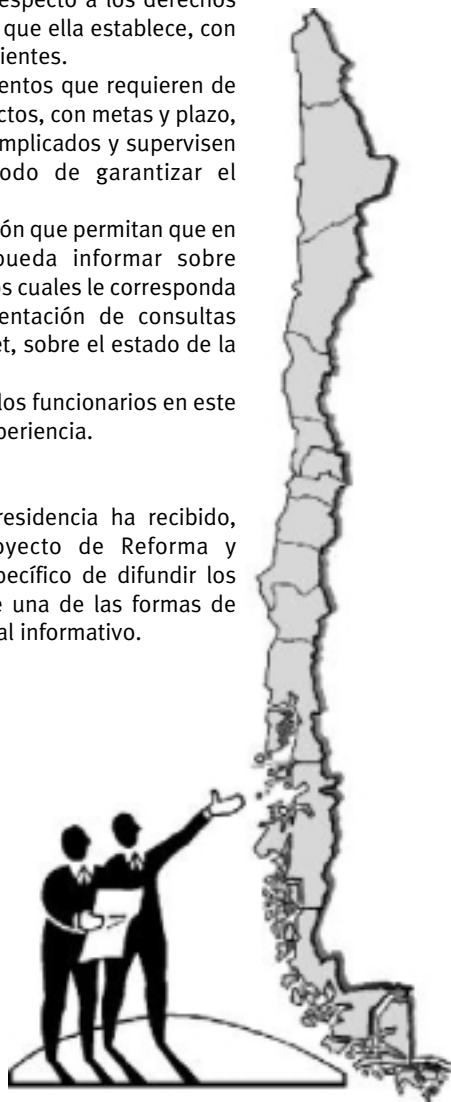 especto a los derechos
que ella establece, con
ientes.
entos que requieren de
ctos, con metas y plazo,
mplicados y supervisen
odo de garantizar el
ón que permitan que en
pueda informar sobre
os cuales le corresponda
entación de consultas
et, sobre el estado de la
los funcionarios en este
periencia.
residencia ha recibido,
oyecto de Reforma y
pecífico de difundir los
e una de las formas de
al informativo.